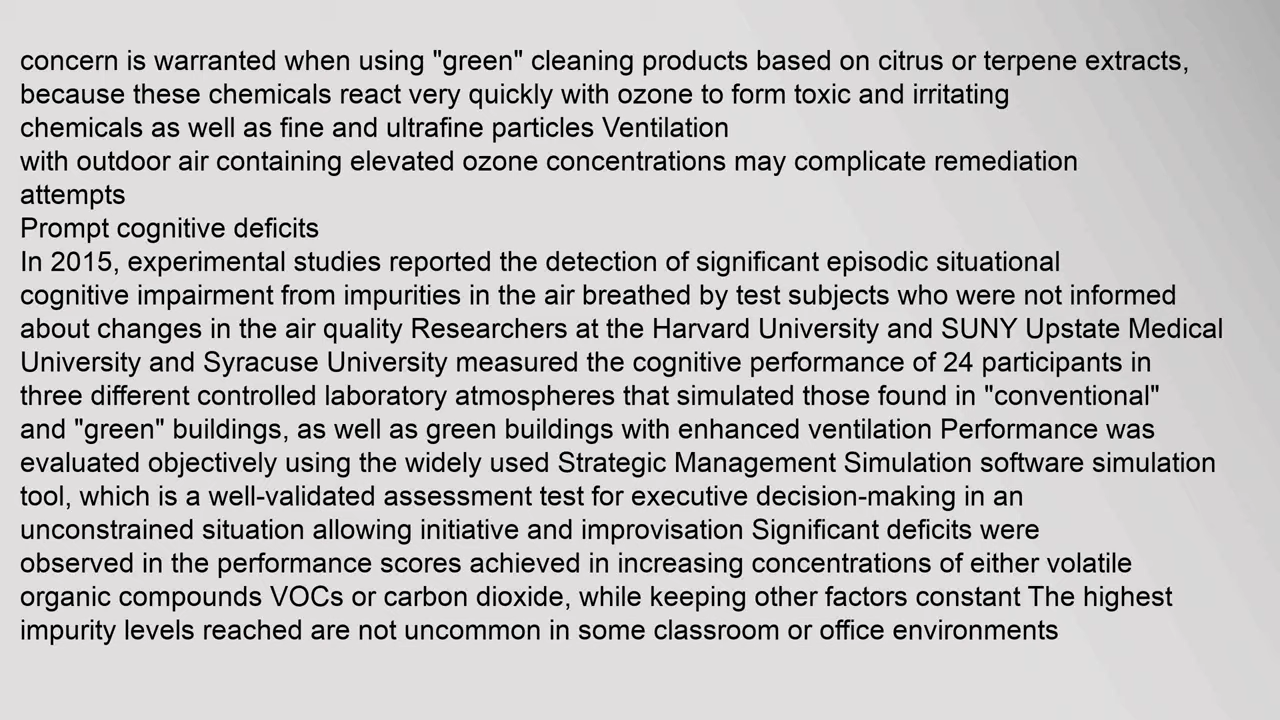 concern is warranted when using "green" cleaning products based on citrus or terpene extracts,
because these chemicals react very quickly with ozone to form toxic and irritating
chemicals as well as fine and ultrafine particles Ventilation
with outdoor air containing elevated ozone concentrations may complicate remediation
attempts
Prompt cognitive deficits
In 2015, experimental studies reported the detection of significant episodic situational
cognitive impairment from impurities in the air breathed by test subjects who were not informed
about changes in the air quality Researchers at the Harvard University and SUNY Upstate Medical
University and Syracuse University measured the cognitive performance of 24 participants in
three different controlled laboratory atmospheres that simulated those found in "conventional"
and "green" buildings, as well as green buildings with enhanced ventilation Performance was
evaluated objectively using the widely used Strategic Management Simulation software simulation
tool, which is a well-validated assessment test for executive decision-making in an
unconstrained situation allowing initiative and improvisation Significant deficits were
observed in the performance scores achieved in increasing concentrations of either volatile
organic compounds VOCs or carbon dioxide, while keeping other factors constant The highest
impurity levels reached are not uncommon in some classroom or office environments